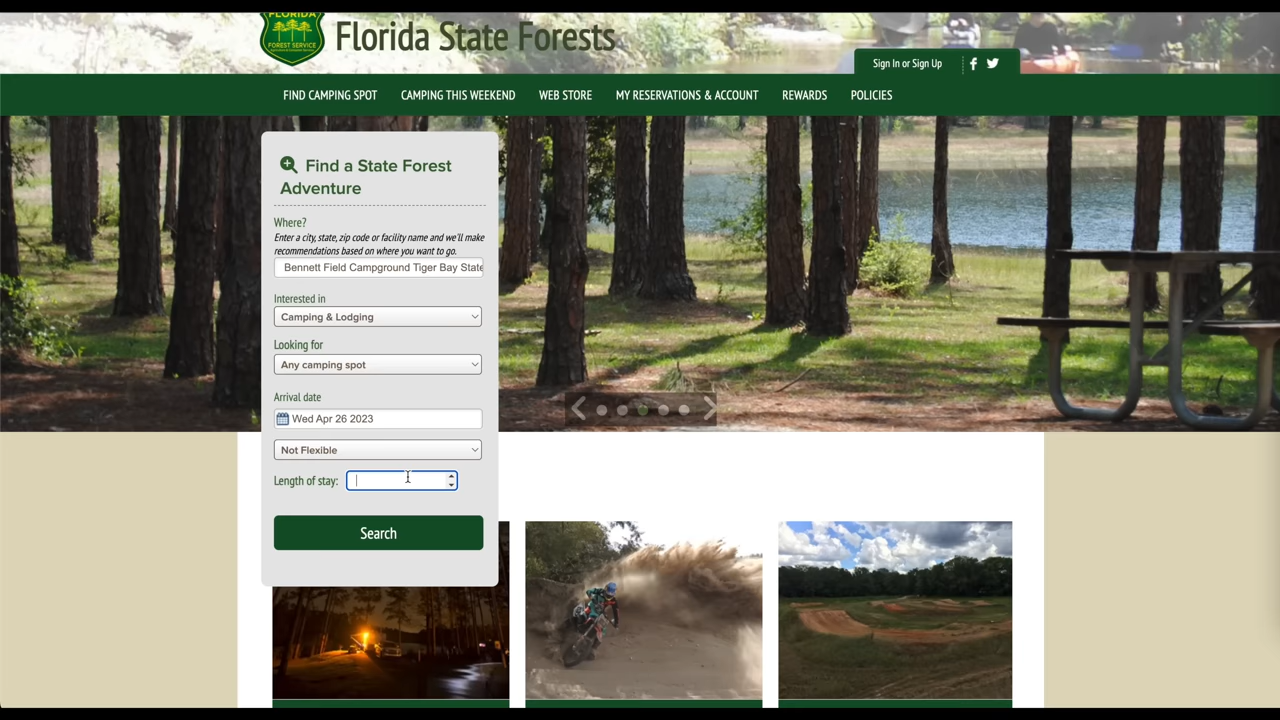 FLORIDA
FOREST SERVICE
Florida State Forests
Sign In or Sign Up
FIND CAMPING SPOT
CAMPING THIS WEEKEND
WEB STORE
MY RESERVATIONS & ACCOUNT
REWARDS
POLICIES
Find a State Forest
Adventure
Where?
Enter a city, state, zip code or facility name and we'll make
recommendations based on where you want to go.
Bennett Field Campground Tiger Bay State
Interested in
Camping & Lodging
Looking for
Any camping spot
Arrival date
Wed Apr 26 2023
Not Flexible
Length of stay:
Search